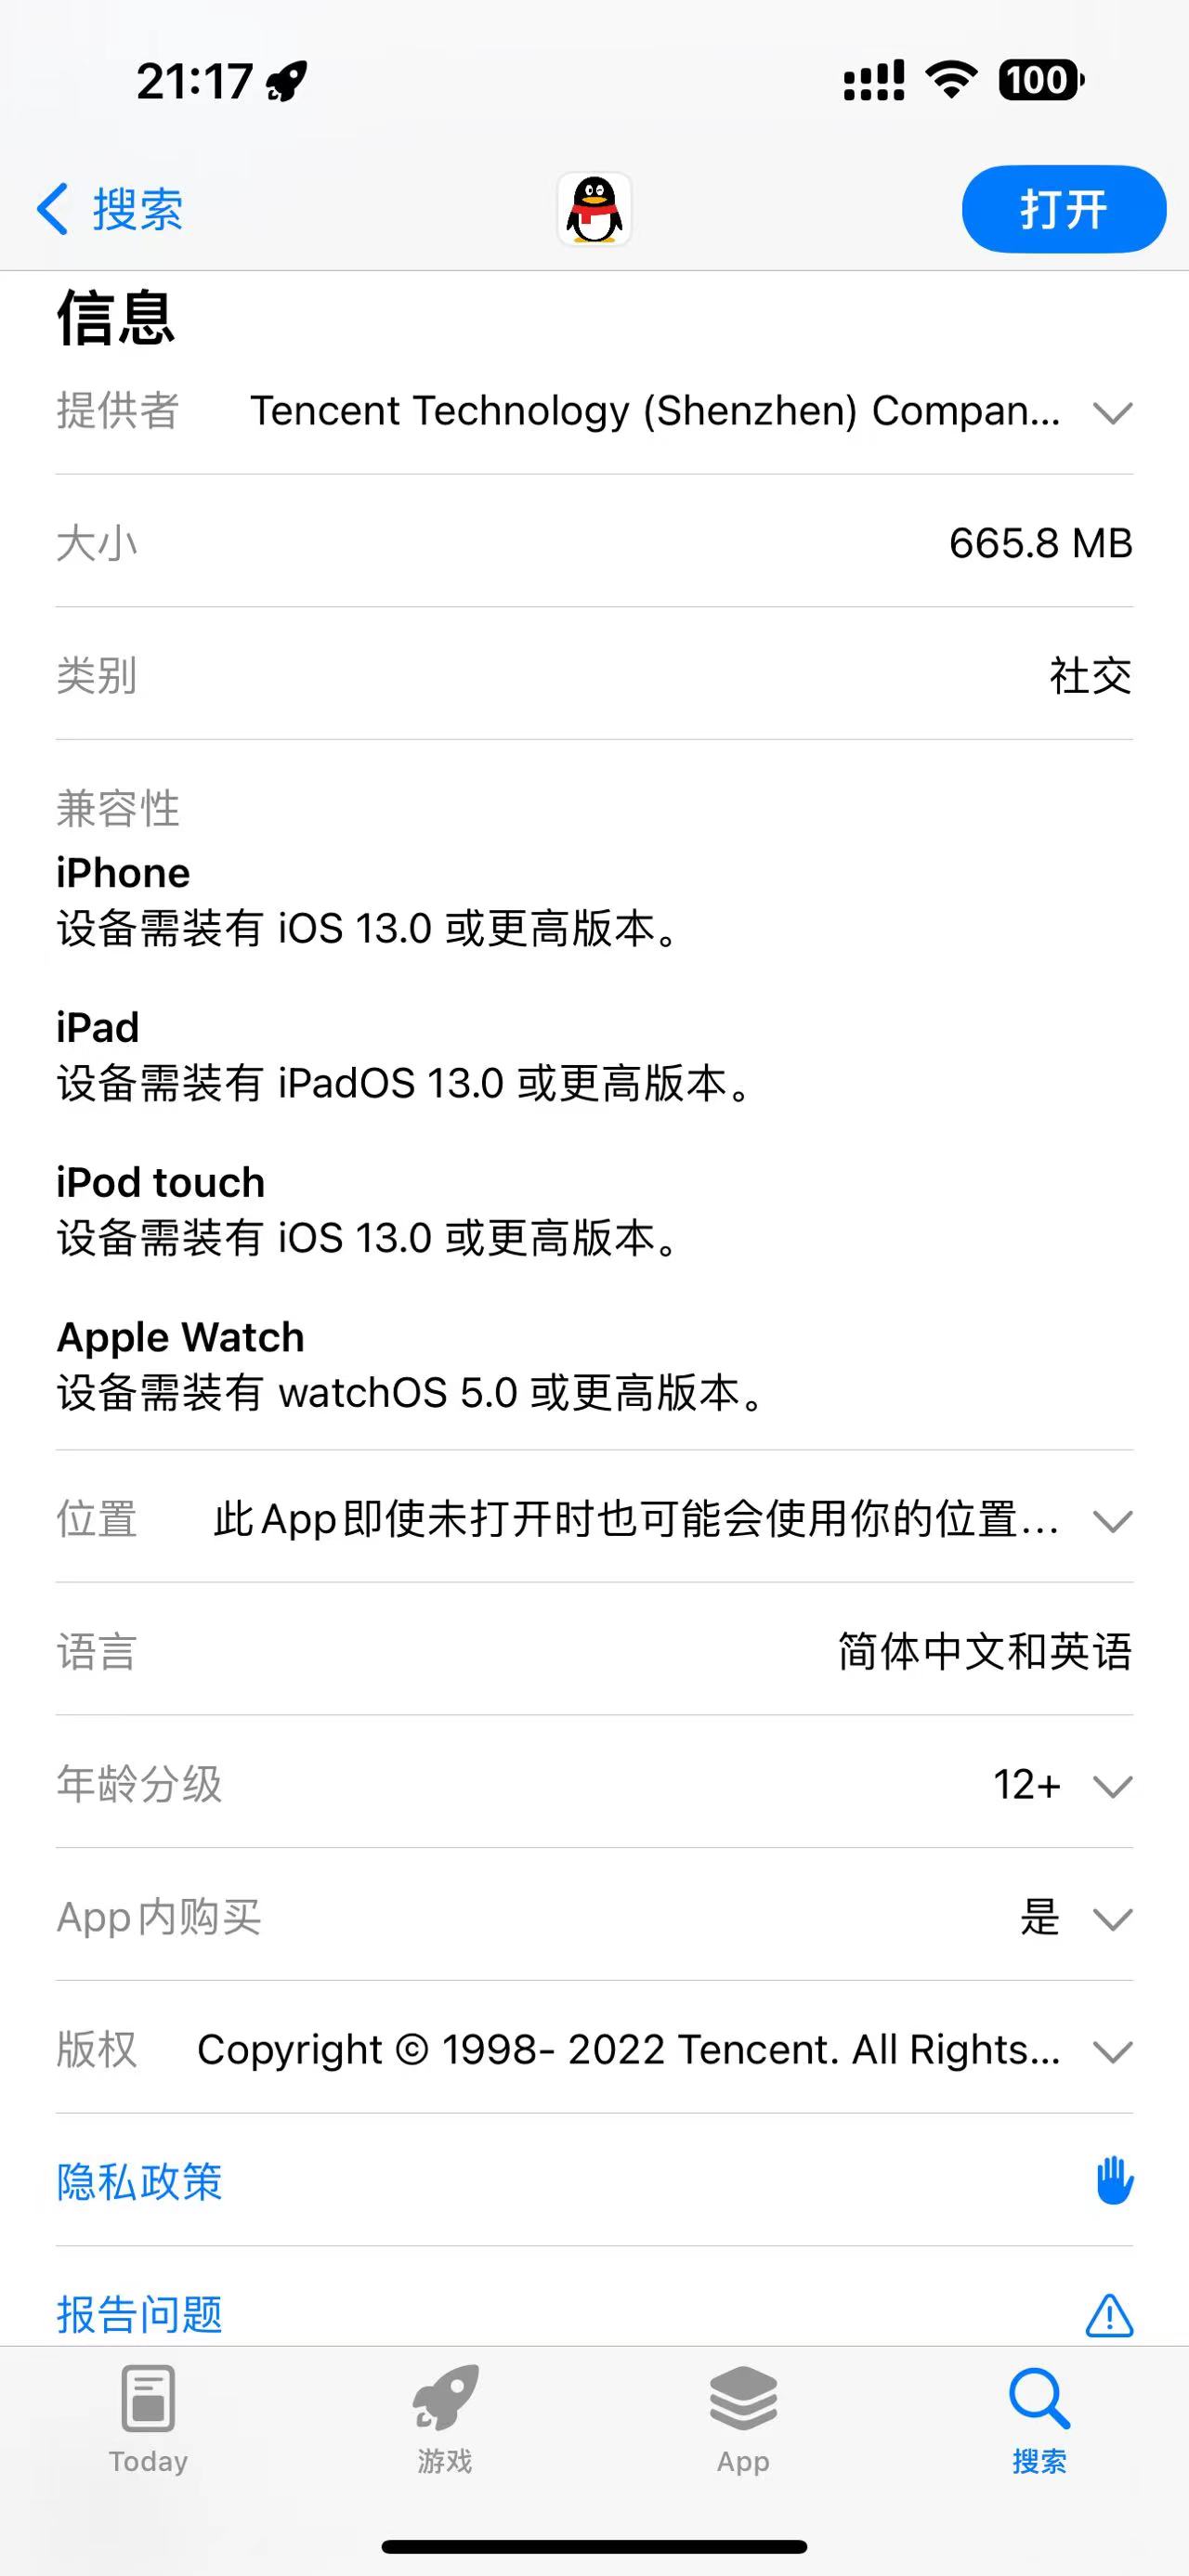 21:17
100
搜索
打开
信息
提供者 Tencent Technology (Shenzhen) Compan...
大小 665.8 MB
类别 社交
兼容性
iPhone
设备需装有 iOS 13.0 或更高版本。
iPad
设备需装有 iPadOS 13.0 或更高版本。
iPod touch
设备需装有 iOS 13.0 或更高版本。
Apple Watch
设备需装有 watchOS 5.0 或更高版本。
位置 此App即使未打开时也可能会使用你的位置...
语言 简体中文和英语
年龄分级 12+
App内购买 是
版权 Copyright © 1998- 2022 Tencent. All Rights...
隐私政策
报告问题
Today 游戏 App 搜索